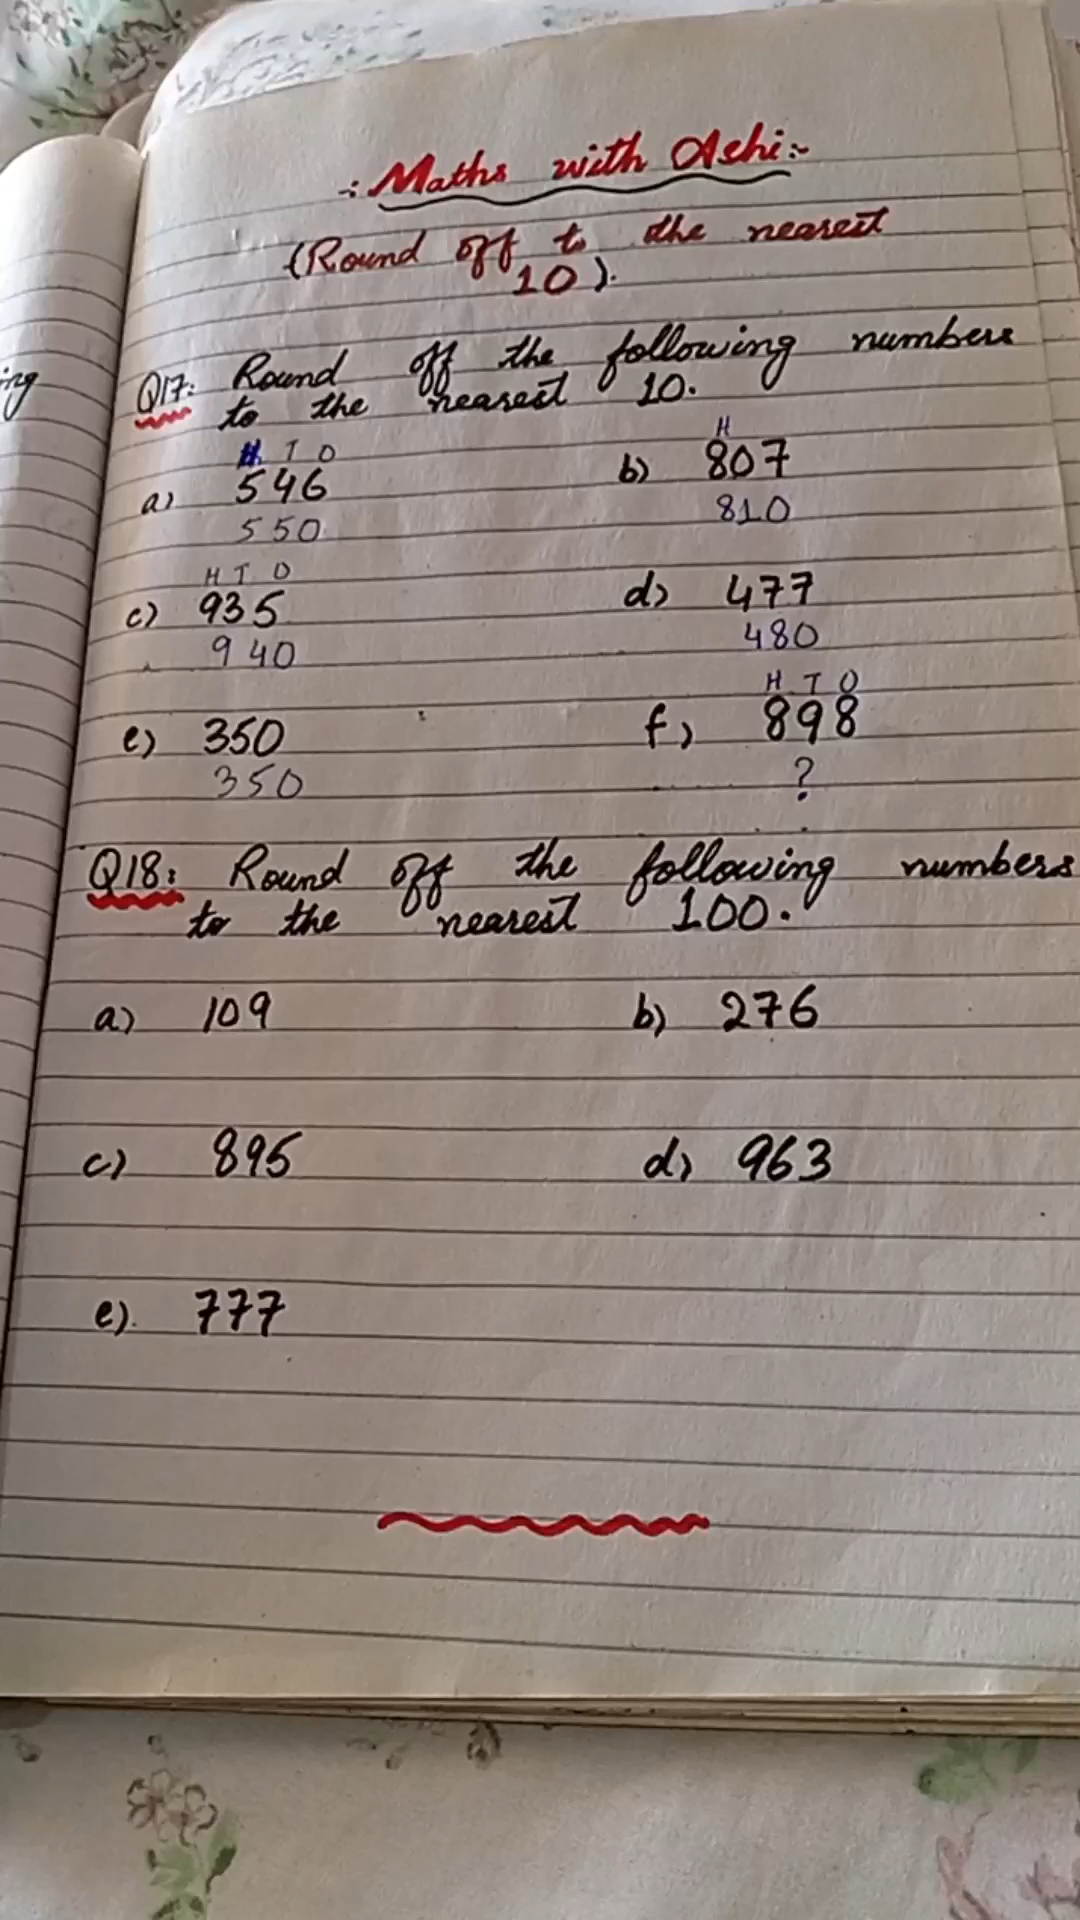 -: Maths with Ashi:-
(Round off to the nearest
10).
Q17: Round off the following numbers
to the nearest 10.
H T O
a) 546
550
H
b) 807
810
H T O
c) 935
940
d) 477
480
e) 350
350
H T O
f) 898
?
Q18: Round off the following numbers
to the nearest 100.
a) 109
b) 276
c) 895
d) 963
e). 777